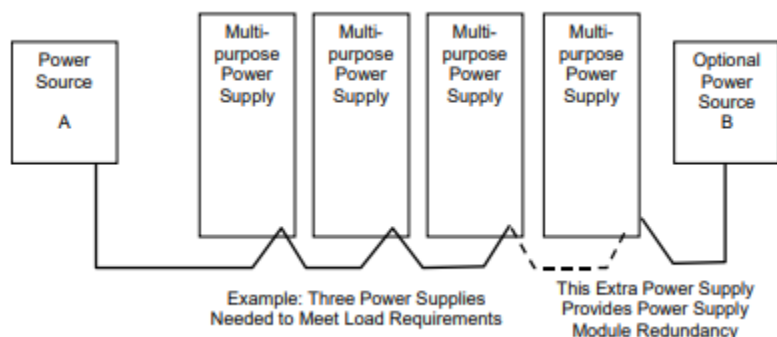 Power
Source
A
Multi-
purpose
Power
Supply
Multi-
purpose
Power
Supply
Multi-
purpose
Power
Supply
Multi-
purpose
Power
Supply
Optional
Power
Source
B
Example: Three Power Supplies
Needed to Meet Load Requirements
This Extra Power Supply
Provides Power Supply
Module Redundancy